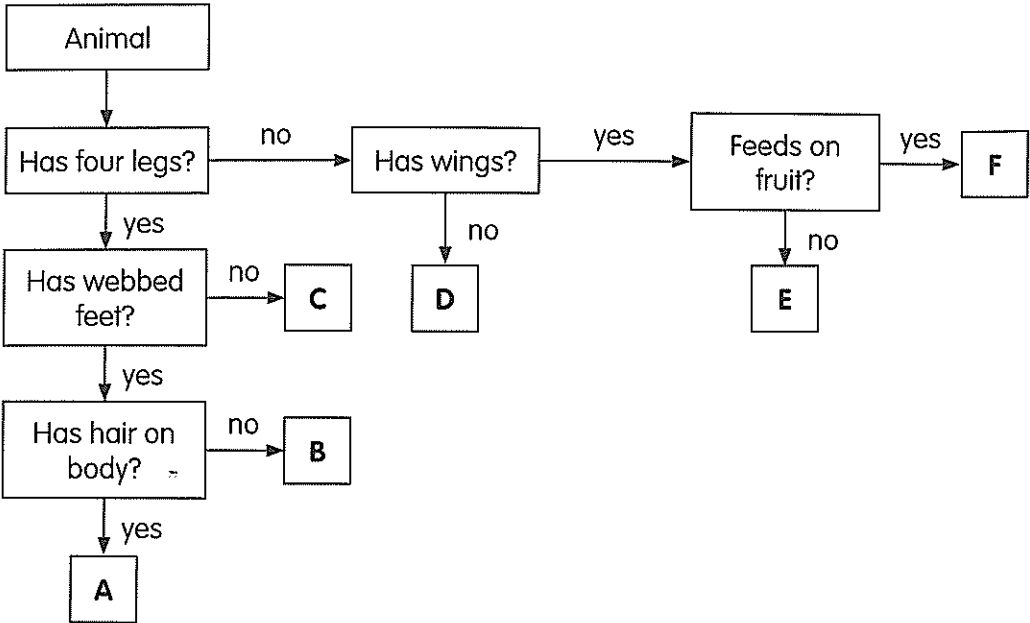 Animal
Has four legs?
no
Has wings?
yes
Feeds on
fruit?
yes
F
yes
no
no
Has webbed
feet?
no
C
D
E
yes
Has hair on
body?
no
B
yes
A